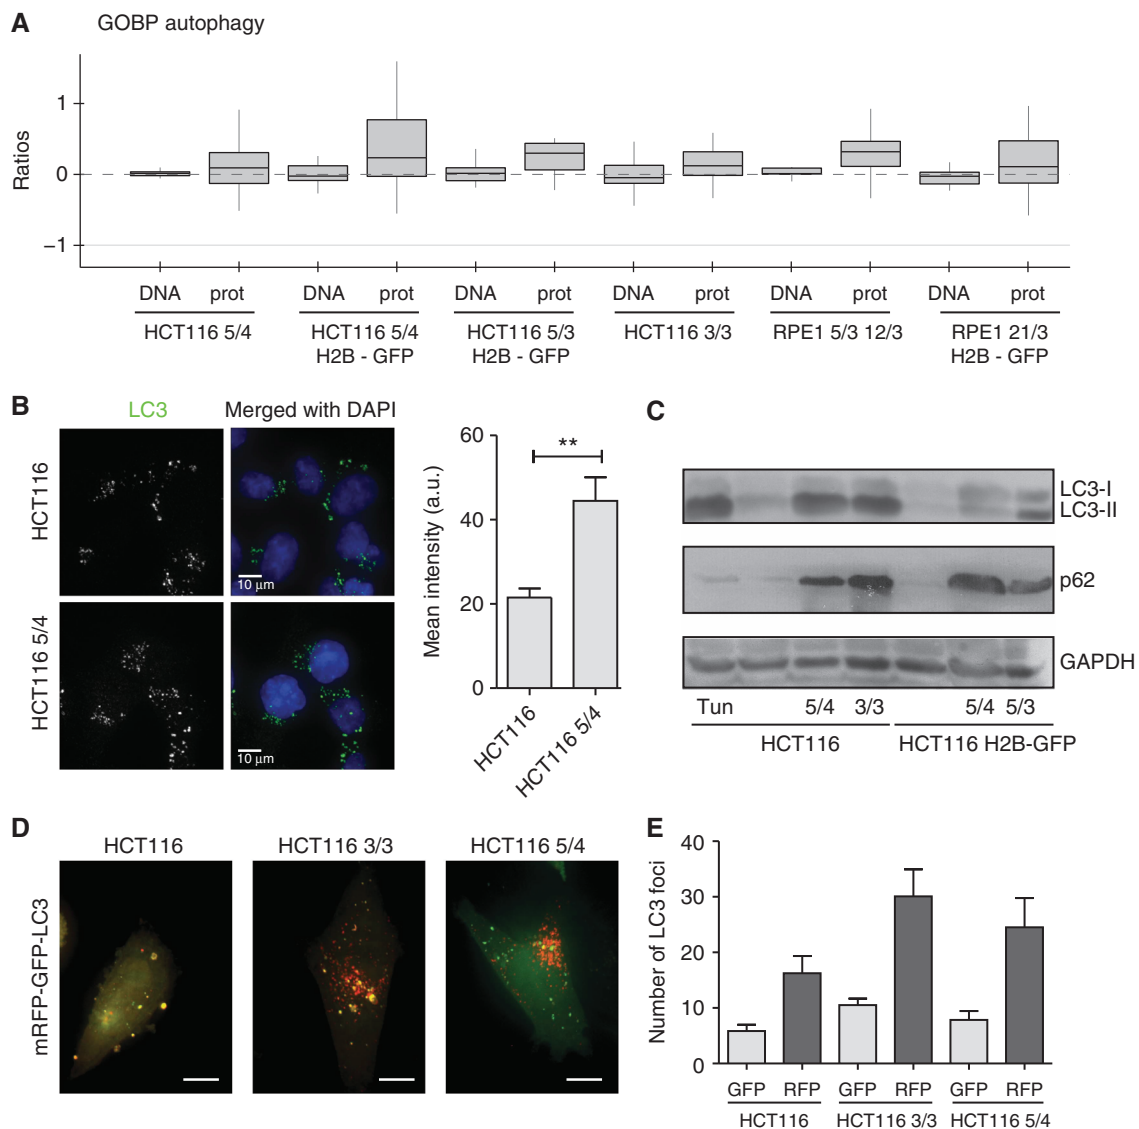 A
GOBP autophagy
Ratios
1
0
−1
DNA prot DNA prot DNA prot DNA prot DNA prot DNA prot
HCT116 5/4 HCT116 5/4 HCT116 5/3 HCT116 3/3 RPE1 5/3 12/3 RPE1 21/3
H2B - GFP H2B - GFP H2B - GFP
B
LC3 Merged with DAPI
HCT116
10 μm
HCT116 5/4
10 μm
Mean intensity (a.u.)
60
40
20
0
**
HCT116
HCT116 5/4
C
LC3-I
LC3-II
p62
GAPDH
Tun 5/4 3/3 5/4 5/3
HCT116 HCT116 H2B-GFP
D
HCT116 HCT116 3/3 HCT116 5/4
mRFP-GFP-LC3
E
Number of LC3 foci
40
30
20
10
0
GFP RFP GFP RFP GFP RFP
HCT116 HCT116 3/3 HCT116 5/4